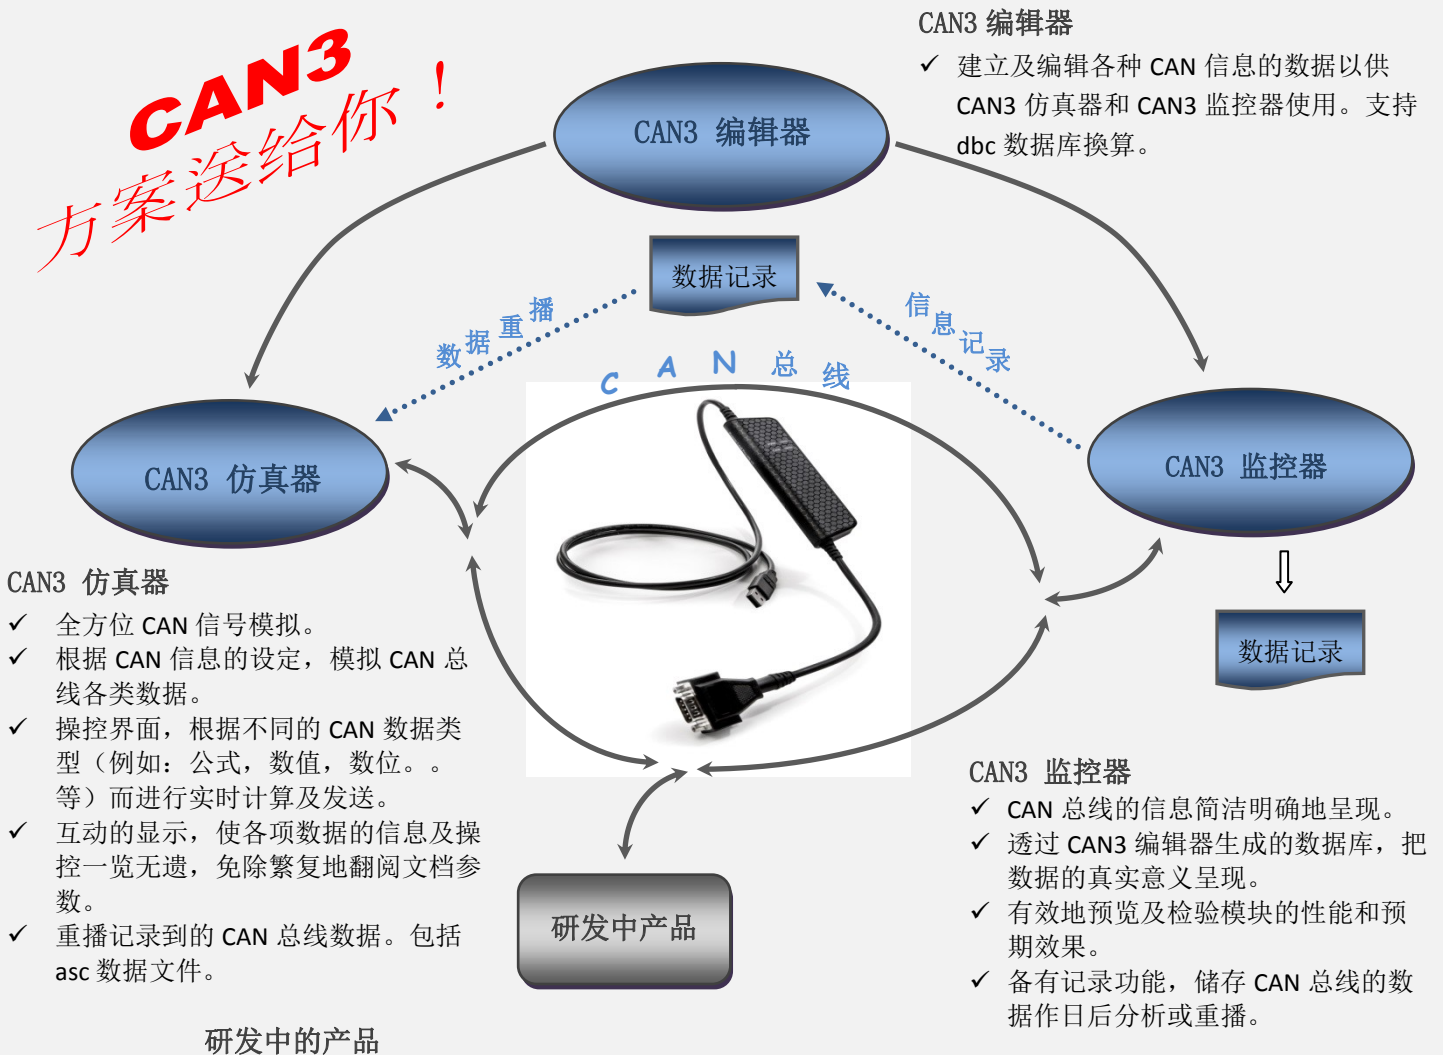 CAN3
方案送给你！
CAN3 编辑器
✓ 建立及编辑各种 CAN 信息的数据以供
CAN3 仿真器和 CAN3 监控器使用。支持
dbc 数据库换算。
CAN3 编辑器
数据记录
数据重播
信息记录
CAN总线
CAN3 仿真器
CAN3 监控器
数据记录
CAN3 仿真器
✓ 全方位 CAN 信号模拟。
✓ 根据 CAN 信息的设定，模拟 CAN 总
线各类数据。
✓ 操控界面，根据不同的 CAN 数据类
型（例如：公式，数值，数位。。
等）而进行实时计算及发送。
✓ 互动的显示，使各项数据的信息及操
控一览无遗，免除繁复地翻阅文档参
数。
✓ 重播记录到的 CAN 总线数据。包括
asc 数据文件。
研发中产品
CAN3 监控器
✓ CAN 总线的信息简洁明确地呈现。
✓ 透过 CAN3 编辑器生成的数据库，把
数据的真实意义呈现。
✓ 有效地预览及检验模块的性能和预
期效果。
✓ 备有记录功能，储存 CAN 总线的数
据作日后分析或重播。
研发中的产品